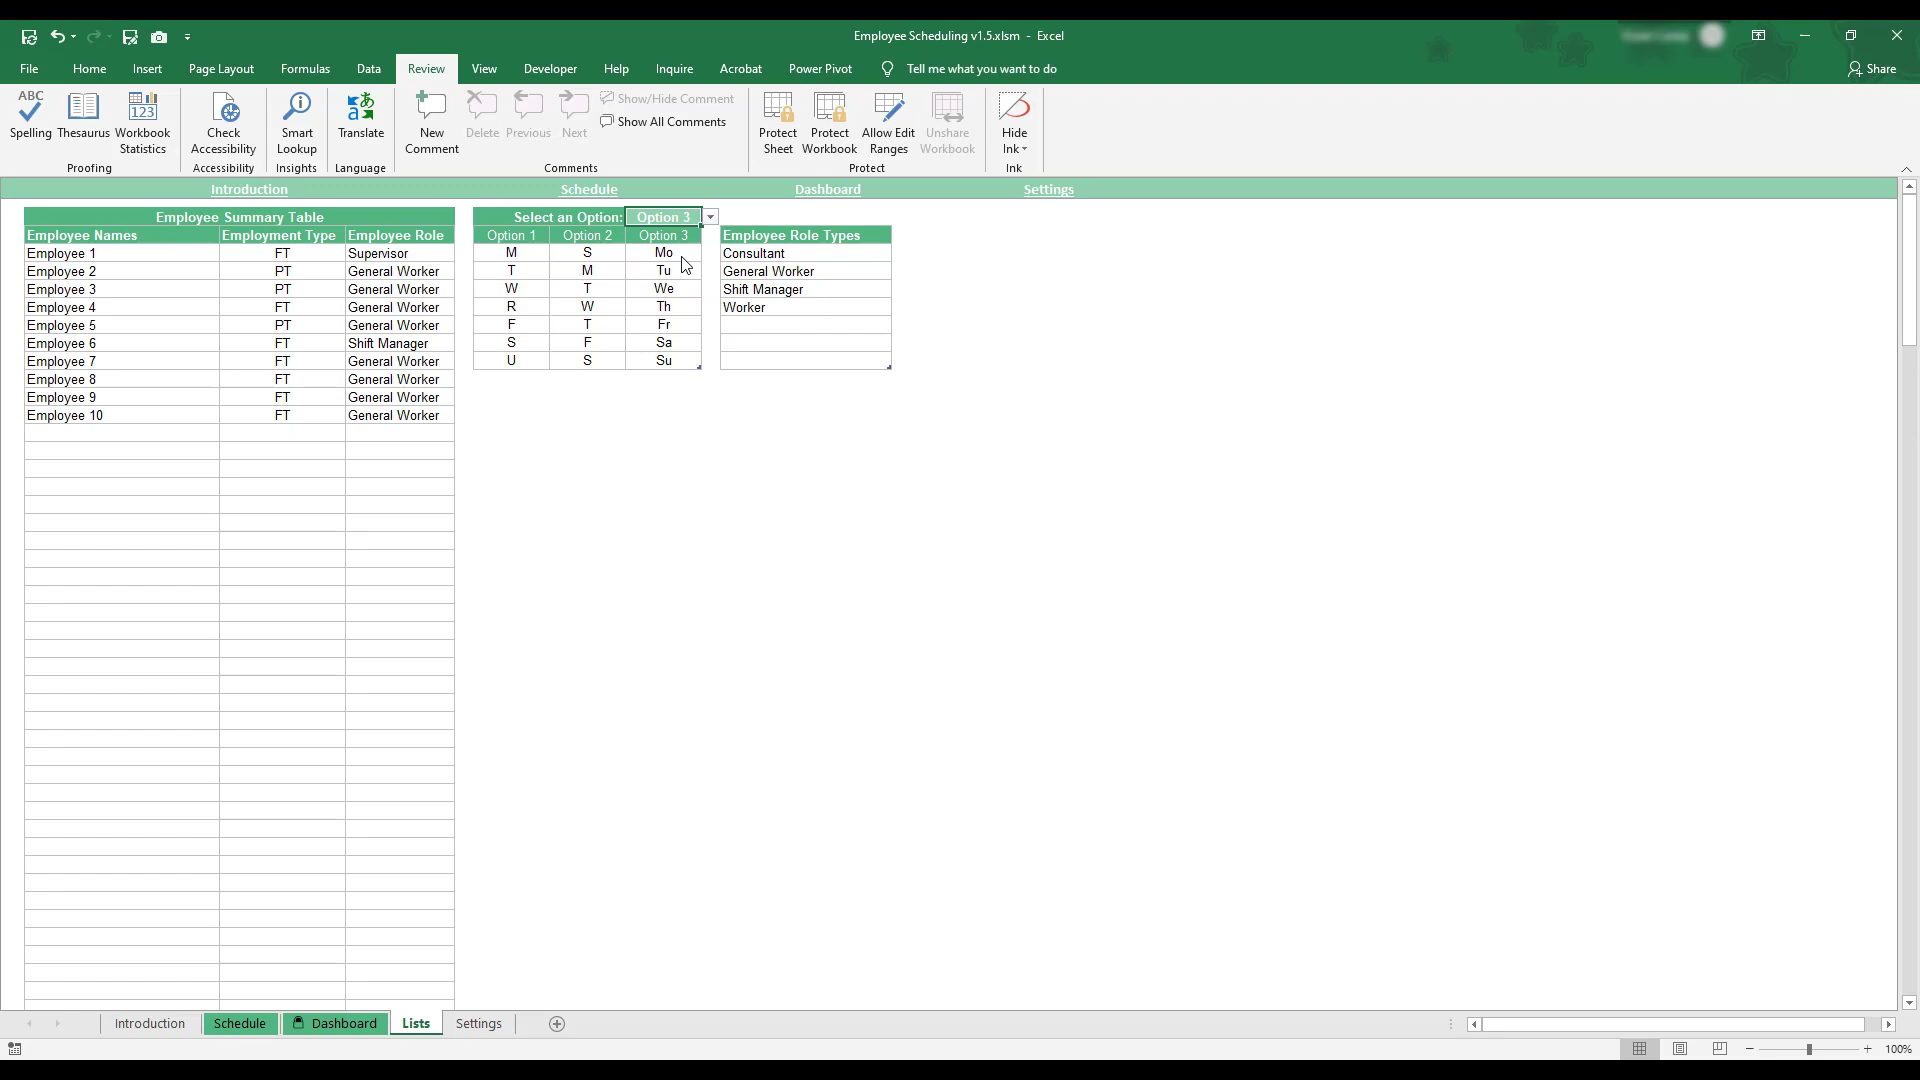 Employee Scheduling v1.5.xlsm - Excel
File Home Insert Page Layout Formulas Data Review View Developer Help Inquire Acrobat Power Pivot Tell me what you want to do Share
ABC
Spelling Thesaurus Workbook Statistics
Proofing
Check Accessibility
Accessibility
Smart Lookup
Insights
Translate
Language
New Comment Delete Previous Next
Show/Hide Comment
Show All Comments
Comments
Protect Sheet Protect Workbook Allow Edit Ranges Unshare Workbook
Protect
Hide Ink
Ink
Introduction Schedule Dashboard Settings
Employee Summary Table
Employee Names Employment Type Employee Role
Employee 1 FT Supervisor
Employee 2 PT General Worker
Employee 3 PT General Worker
Employee 4 FT General Worker
Employee 5 PT General Worker
Employee 6 FT Shift Manager
Employee 7 FT General Worker
Employee 8 FT General Worker
Employee 9 FT General Worker
Employee 10 FT General Worker
Select an Option: Option 3
Option 1 Option 2 Option 3
M S Mo
T M Tu
W T We
R W Th
F T Fr
S F Sa
U S Su
Employee Role Types
Consultant
General Worker
Shift Manager
Worker
Introduction Schedule Dashboard Lists Settings
100%